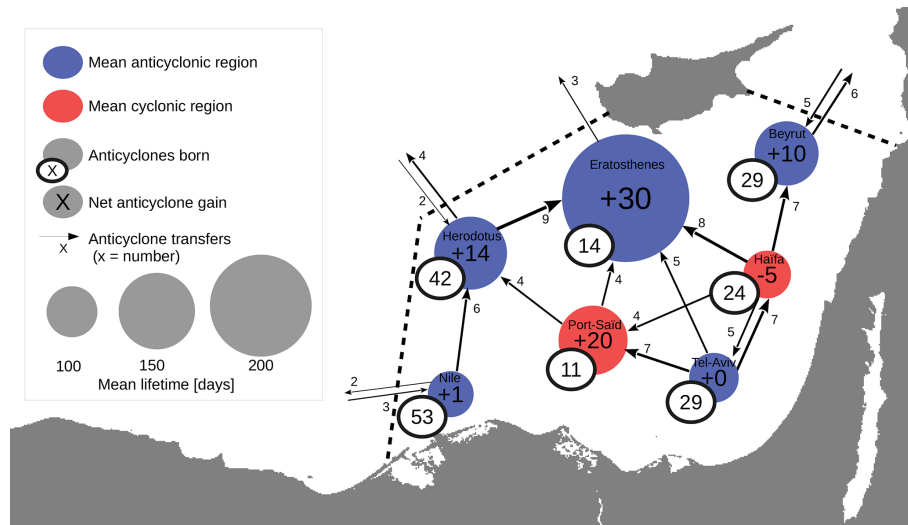 Mean anticyclonic region
Mean cyclonic region
Anticyclones born
X
X
Net anticyclone gain
Anticyclone transfers
X
(x = number)
100
150
200
Mean lifetime [days]
3
5
6
Beyrut
+10
29
7
Eratosthenes
+30
14
4
2
9
Herodotus
+14
42
8
5
Haïfa
-5
24
4
4
4
6
Port-Saïd
+20
11
5
7
7
Tel-Aviv
+0
29
2
3
Nile
+1
53